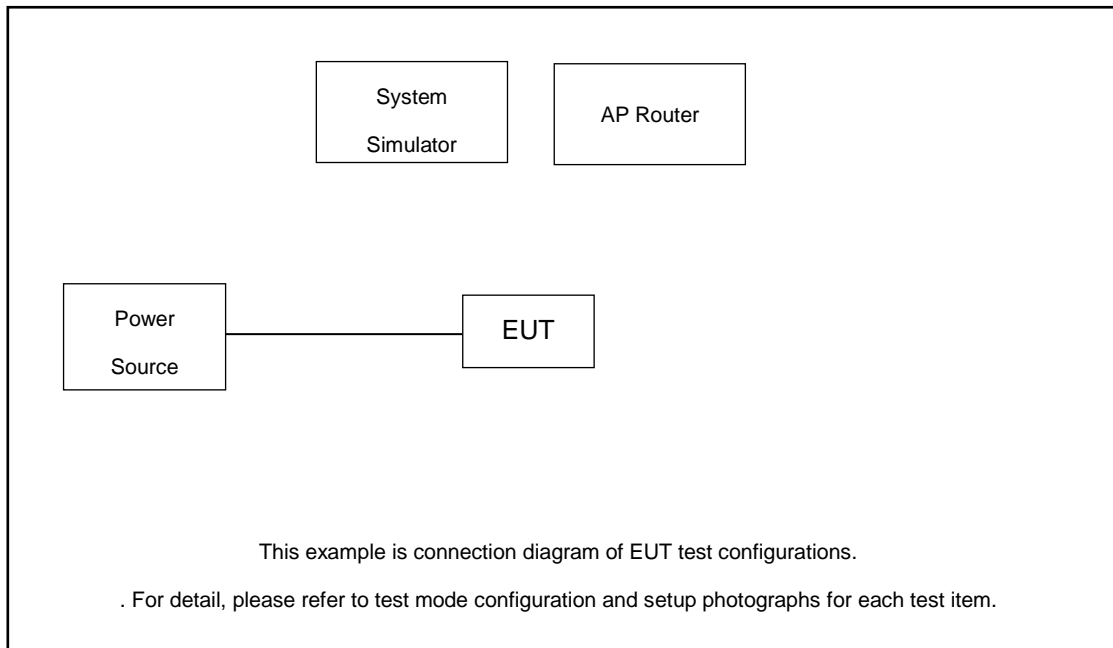 System
Simulator
AP Router
Power
Source
EUT
This example is connection diagram of EUT test configurations.
. For detail, please refer to test mode configuration and setup photographs for each test item.